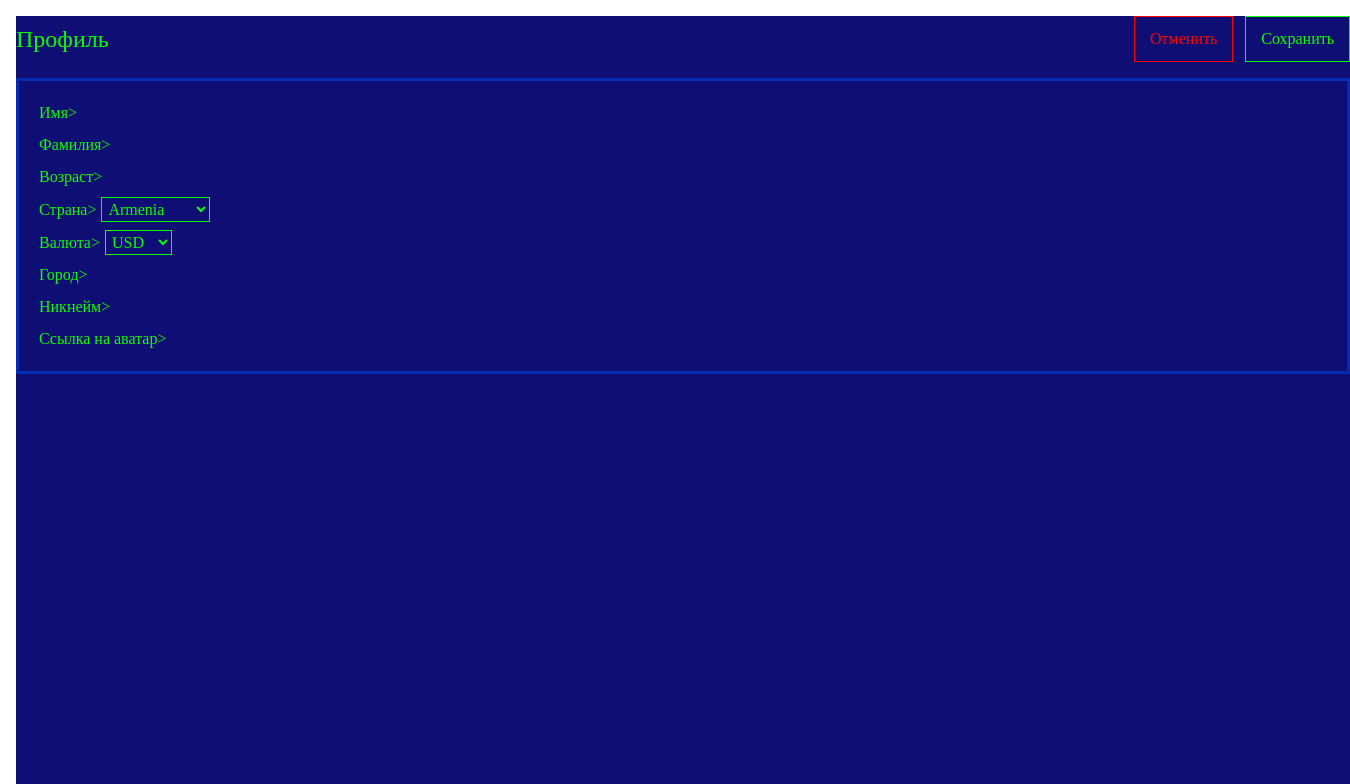 Профиль
Отменить
Сохранить
Имя>
Фамилия>
Возраст>
Страна> Armenia
Валюта> USD
Город>
Никнейм>
Ссылка на аватар>